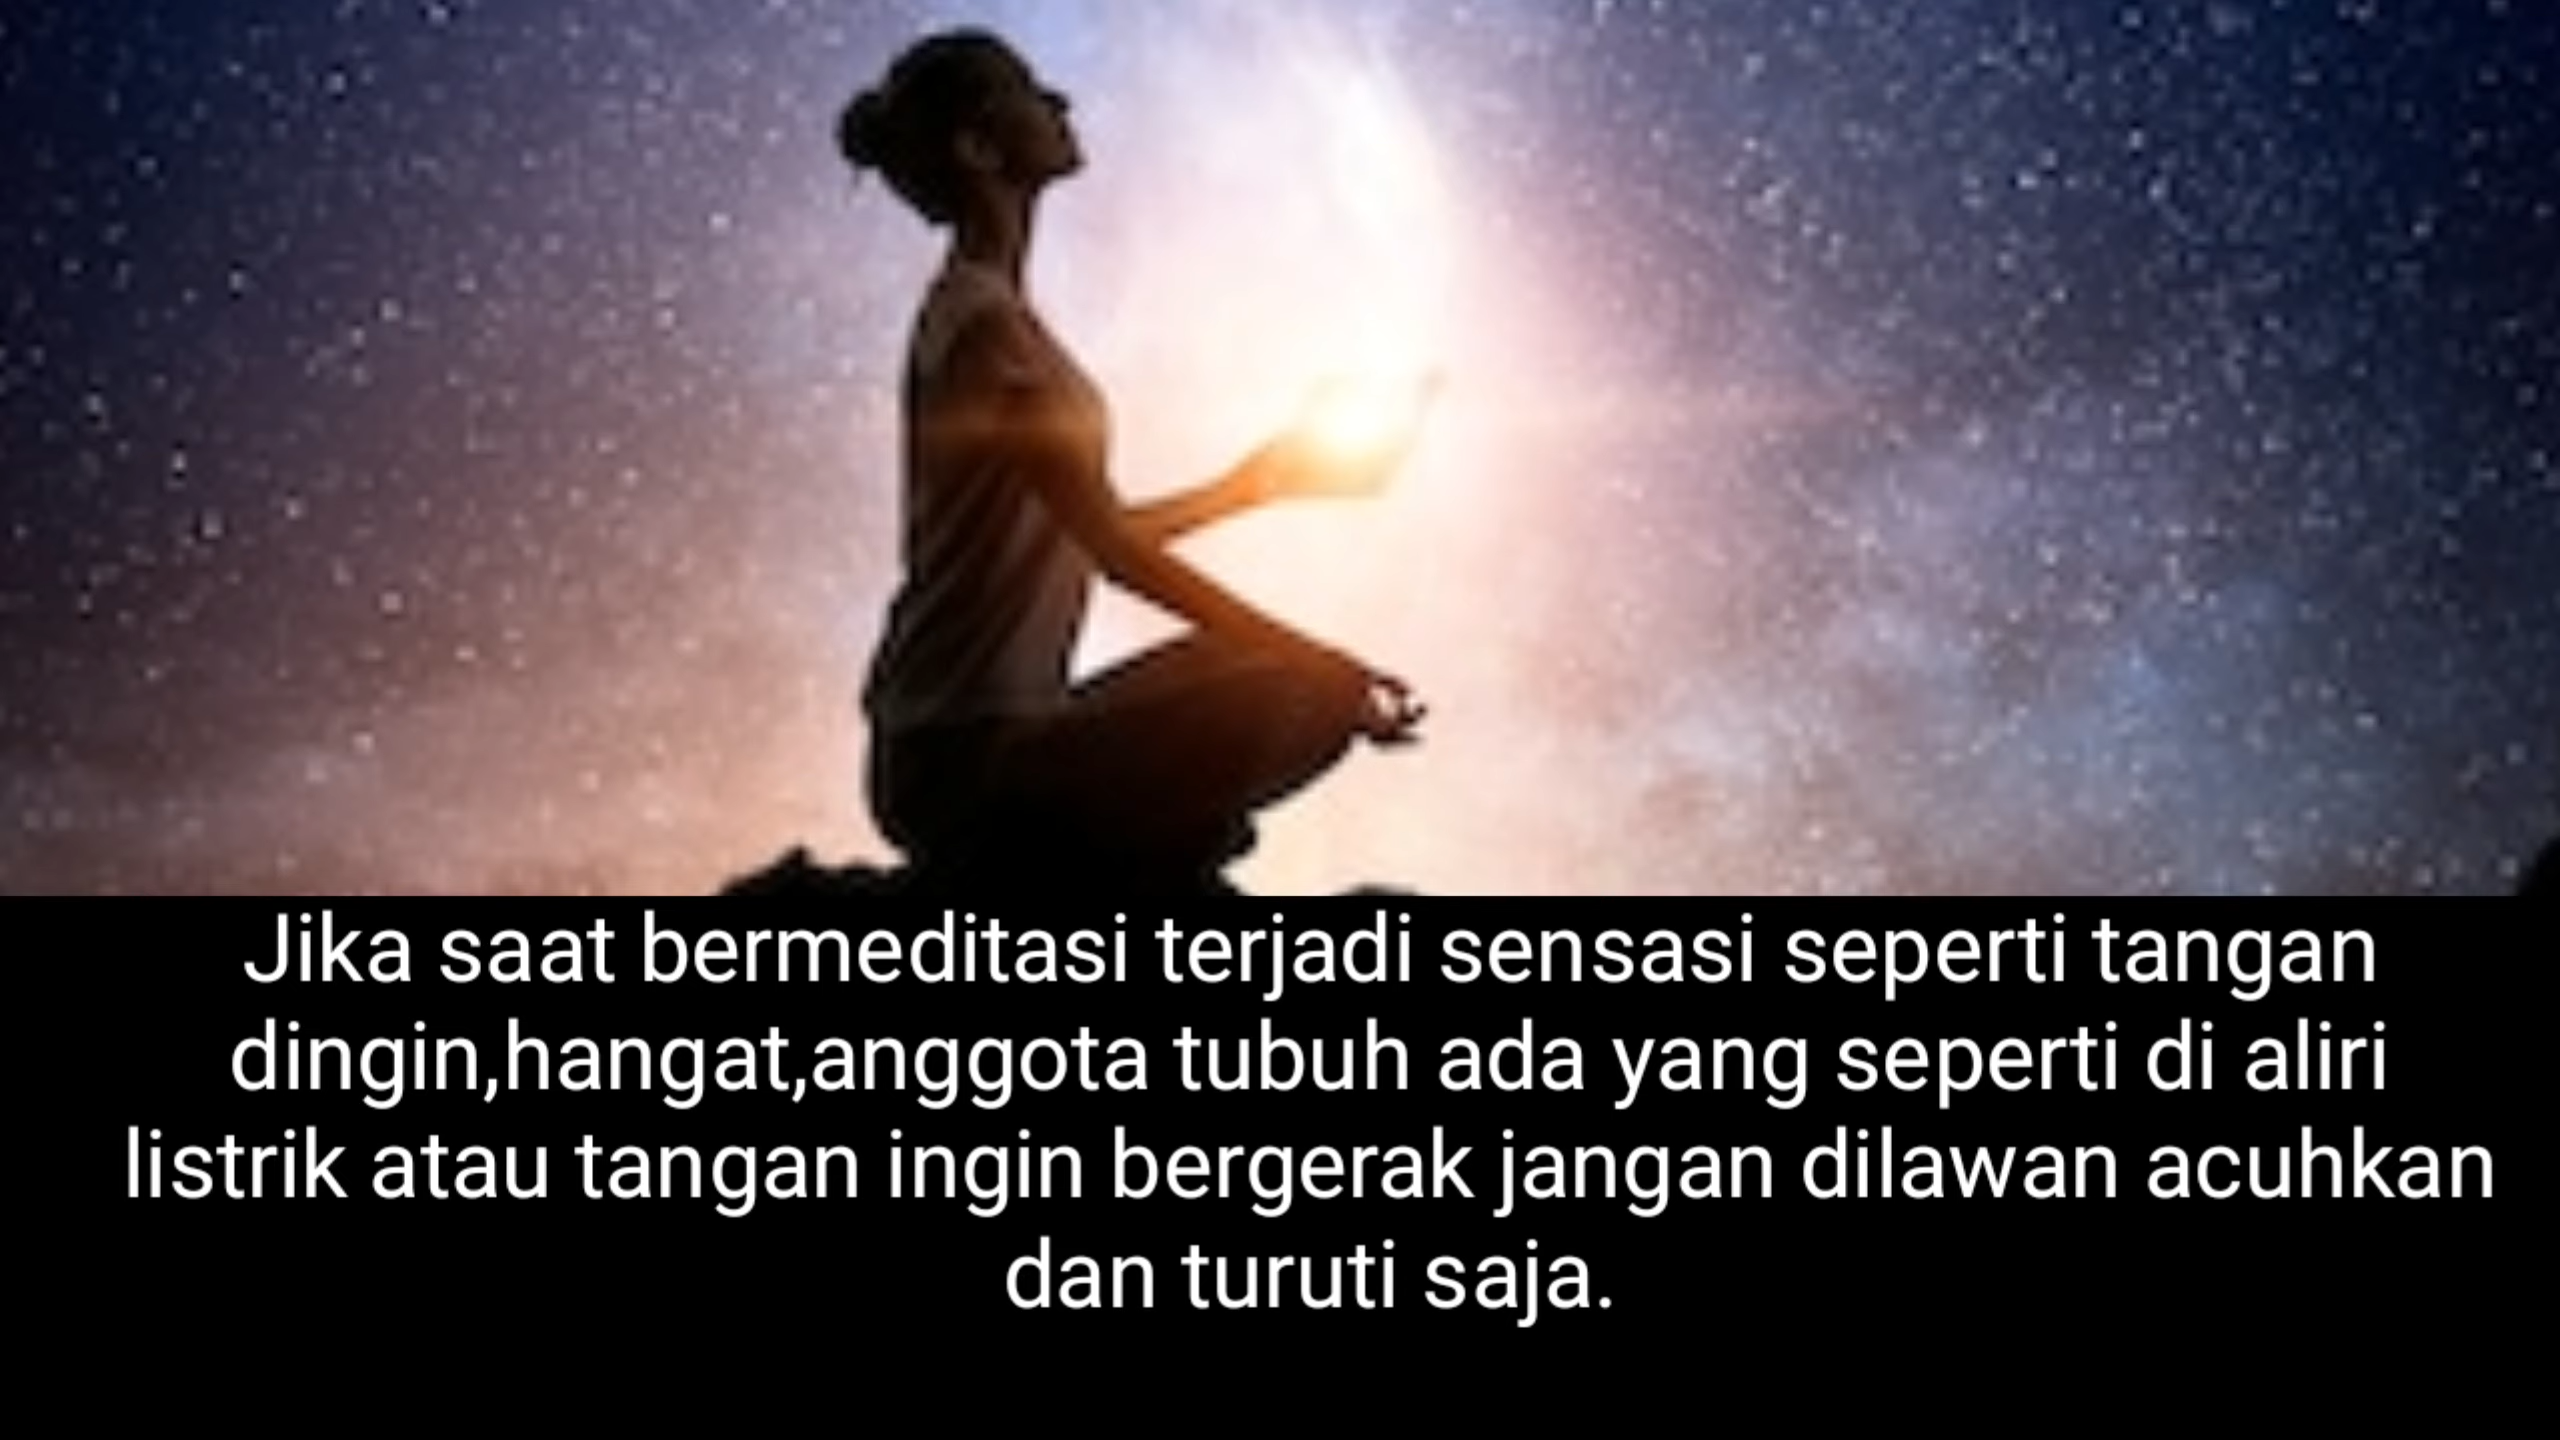 Jika saat bermeditasi terjadi sensasi seperti tangan
dingin,hangat,anggota tubuh ada yang seperti di aliri
listrik atau tangan ingin bergerak jangan dilawan acuhkan
dan turuti saja.